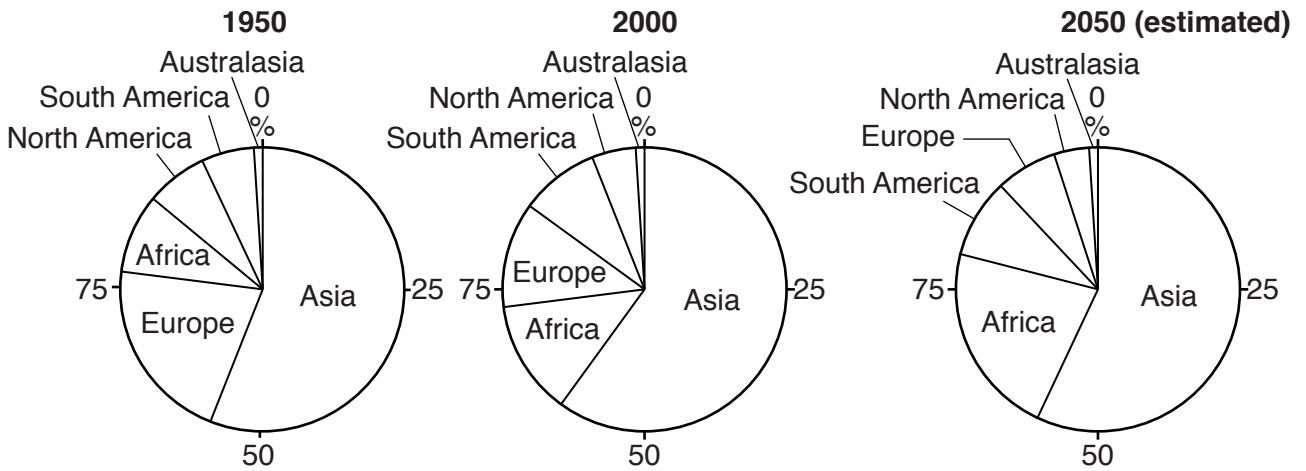 1950
Australasia
South America 0
%
North America
Africa
75
25
Asia
Europe
50
2000
Australasia
North America 0
%
South America
Europe
75
25
Asia
Africa
50
2050 (estimated)
Australasia
North America 0
%
Europe
South America
75
25
Asia
Africa
50